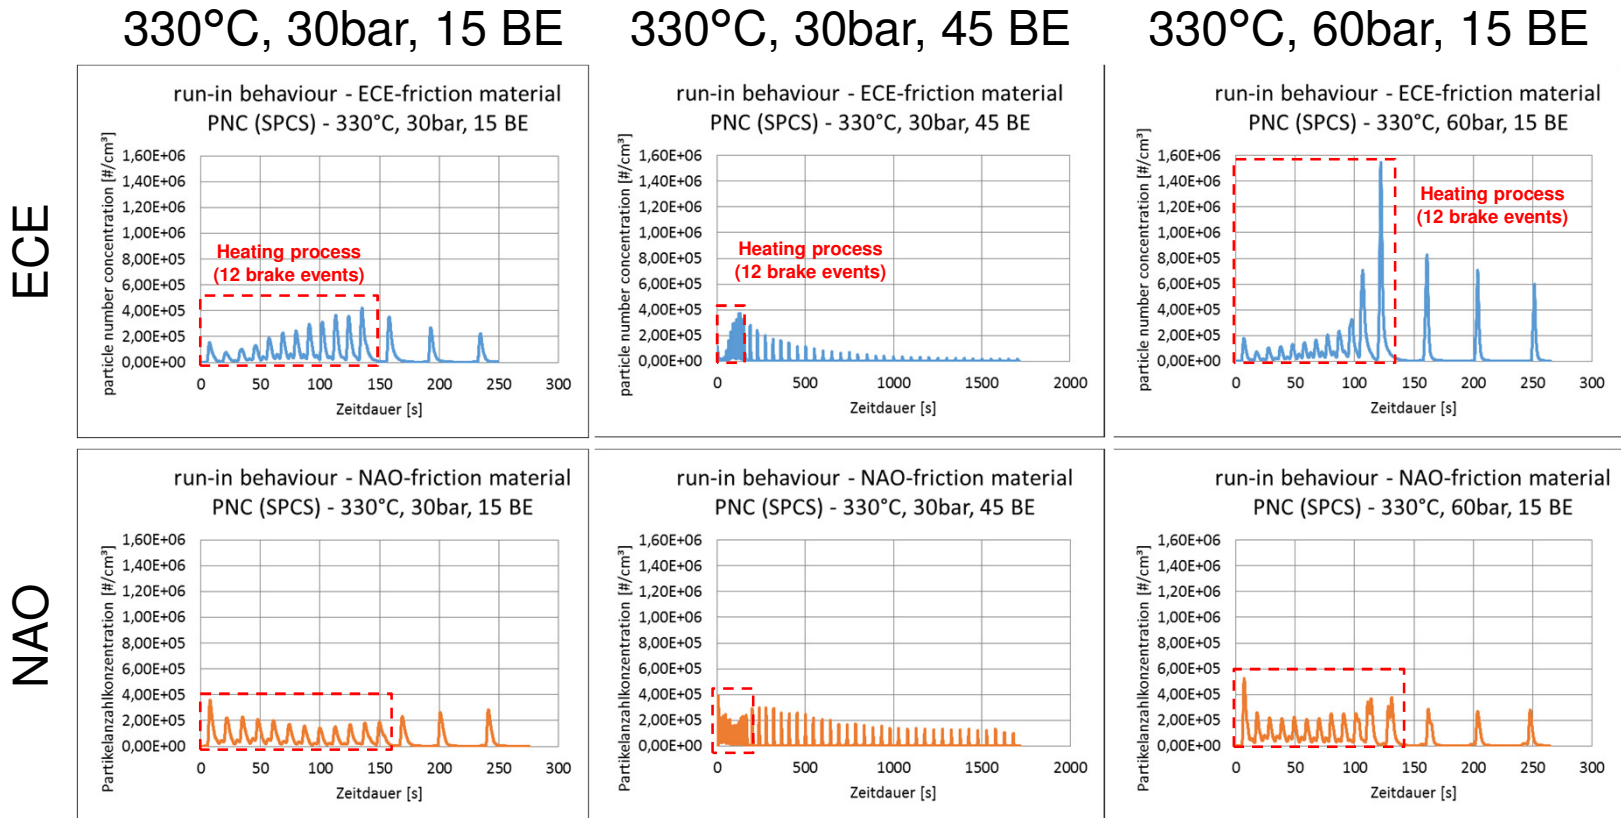 330°C, 30bar, 15 BE
330°C, 30bar, 45 BE
330°C, 60bar, 15 BE
ECE
run-in behaviour - ECE-friction material
PNC (SPCS) - 330°C, 30bar, 15 BE
particle number concentration [#/cm³]
1,60E+06
1,40E+06
1,20E+06
1,00E+06
8,00E+05
6,00E+05
4,00E+05
2,00E+05
0,00E+00
Heating process
(12 brake events)
0 50 100 150 200 250 300
Zeitdauer [s]
run-in behaviour - ECE-friction material
PNC (SPCS) - 330°C, 30bar, 45 BE
particle number concentration [#/cm³]
1,60E+06
1,40E+06
1,20E+06
1,00E+06
8,00E+05
6,00E+05
4,00E+05
2,00E+05
0,00E+00
Heating process
(12 brake events)
0 500 1000 1500 2000
Zeitdauer [s]
run-in behaviour - ECE-friction material
PNC (SPCS) - 330°C, 60bar, 15 BE
particle number concentration [#/cm³]
1,60E+06
1,40E+06
1,20E+06
1,00E+06
8,00E+05
6,00E+05
4,00E+05
2,00E+05
0,00E+00
Heating process
(12 brake events)
0 50 100 150 200 250 300
Zeitdauer [s]
NAO
run-in behaviour - NAO-friction material
PNC (SPCS) - 330°C, 30bar, 15 BE
Partikelanzahlkonzentration [#/cm³]
1,60E+06
1,40E+06
1,20E+06
1,00E+06
8,00E+05
6,00E+05
4,00E+05
2,00E+05
0,00E+00
0 50 100 150 200 250 300
Zeitdauer [s]
run-in behaviour - NAO-friction material
PNC (SPCS) - 330°C, 30bar, 45 BE
Partikelanzahlkonzentration [#/cm³]
1,60E+06
1,40E+06
1,20E+06
1,00E+06
8,00E+05
6,00E+05
4,00E+05
2,00E+05
0,00E+00
0 500 1000 1500 2000
Zeitdauer [s]
run-in behaviour - NAO-friction material
PNC (SPCS) - 330°C, 60bar, 15 BE
Partikelanzahlkonzentration [#/cm³]
1,60E+06
1,40E+06
1,20E+06
1,00E+06
8,00E+05
6,00E+05
4,00E+05
2,00E+05
0,00E+00
0 50 100 150 200 250 300
Zeitdauer [s]